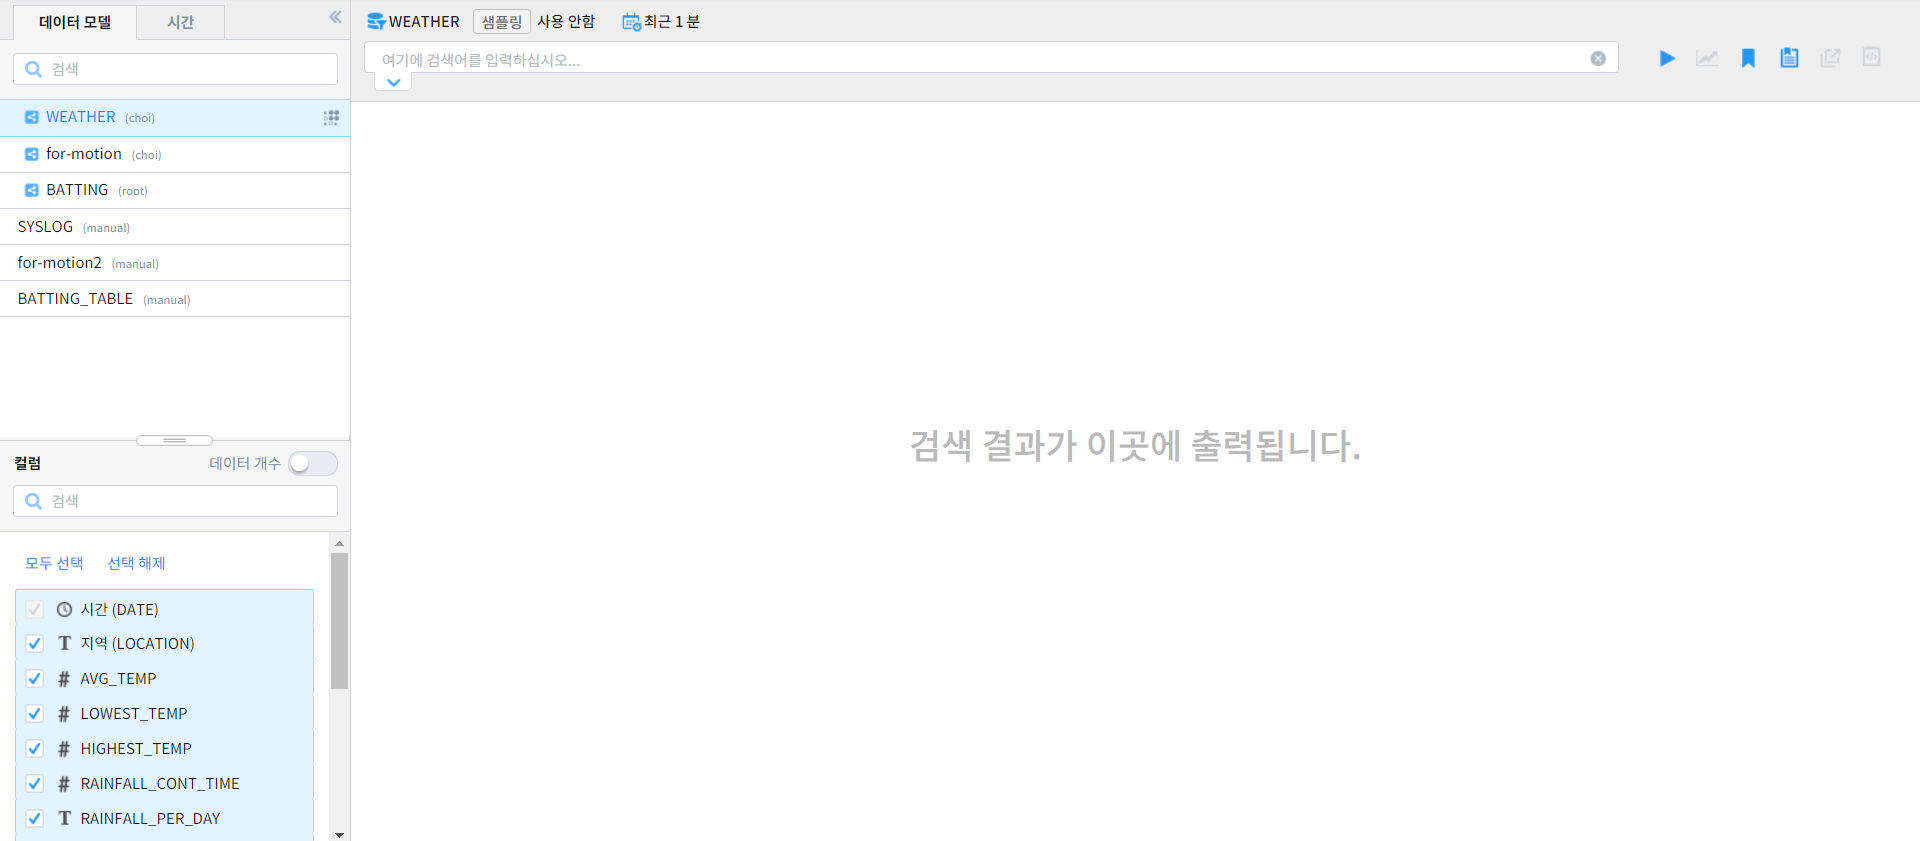 데이터 모델
시간
검색
WEATHER (choi)
for-motion (choi)
BATTING (root)
SYSLOG (manual)
for-motion2 (manual)
BATTING_TABLE (manual)
컬럼
데이터 개수
검색
모두 선택 선택 해제
시간 (DATE)
T 지역 (LOCATION)
# AVG_TEMP
# LOWEST_TEMP
# HIGHEST_TEMP
# RAINFALL_CONT_TIME
T RAINFALL_PER_DAY
WEATHER 샘플링 사용 안함 최근 1 분
여기에 검색어를 입력하십시오...
검색 결과가 이곳에 출력됩니다.